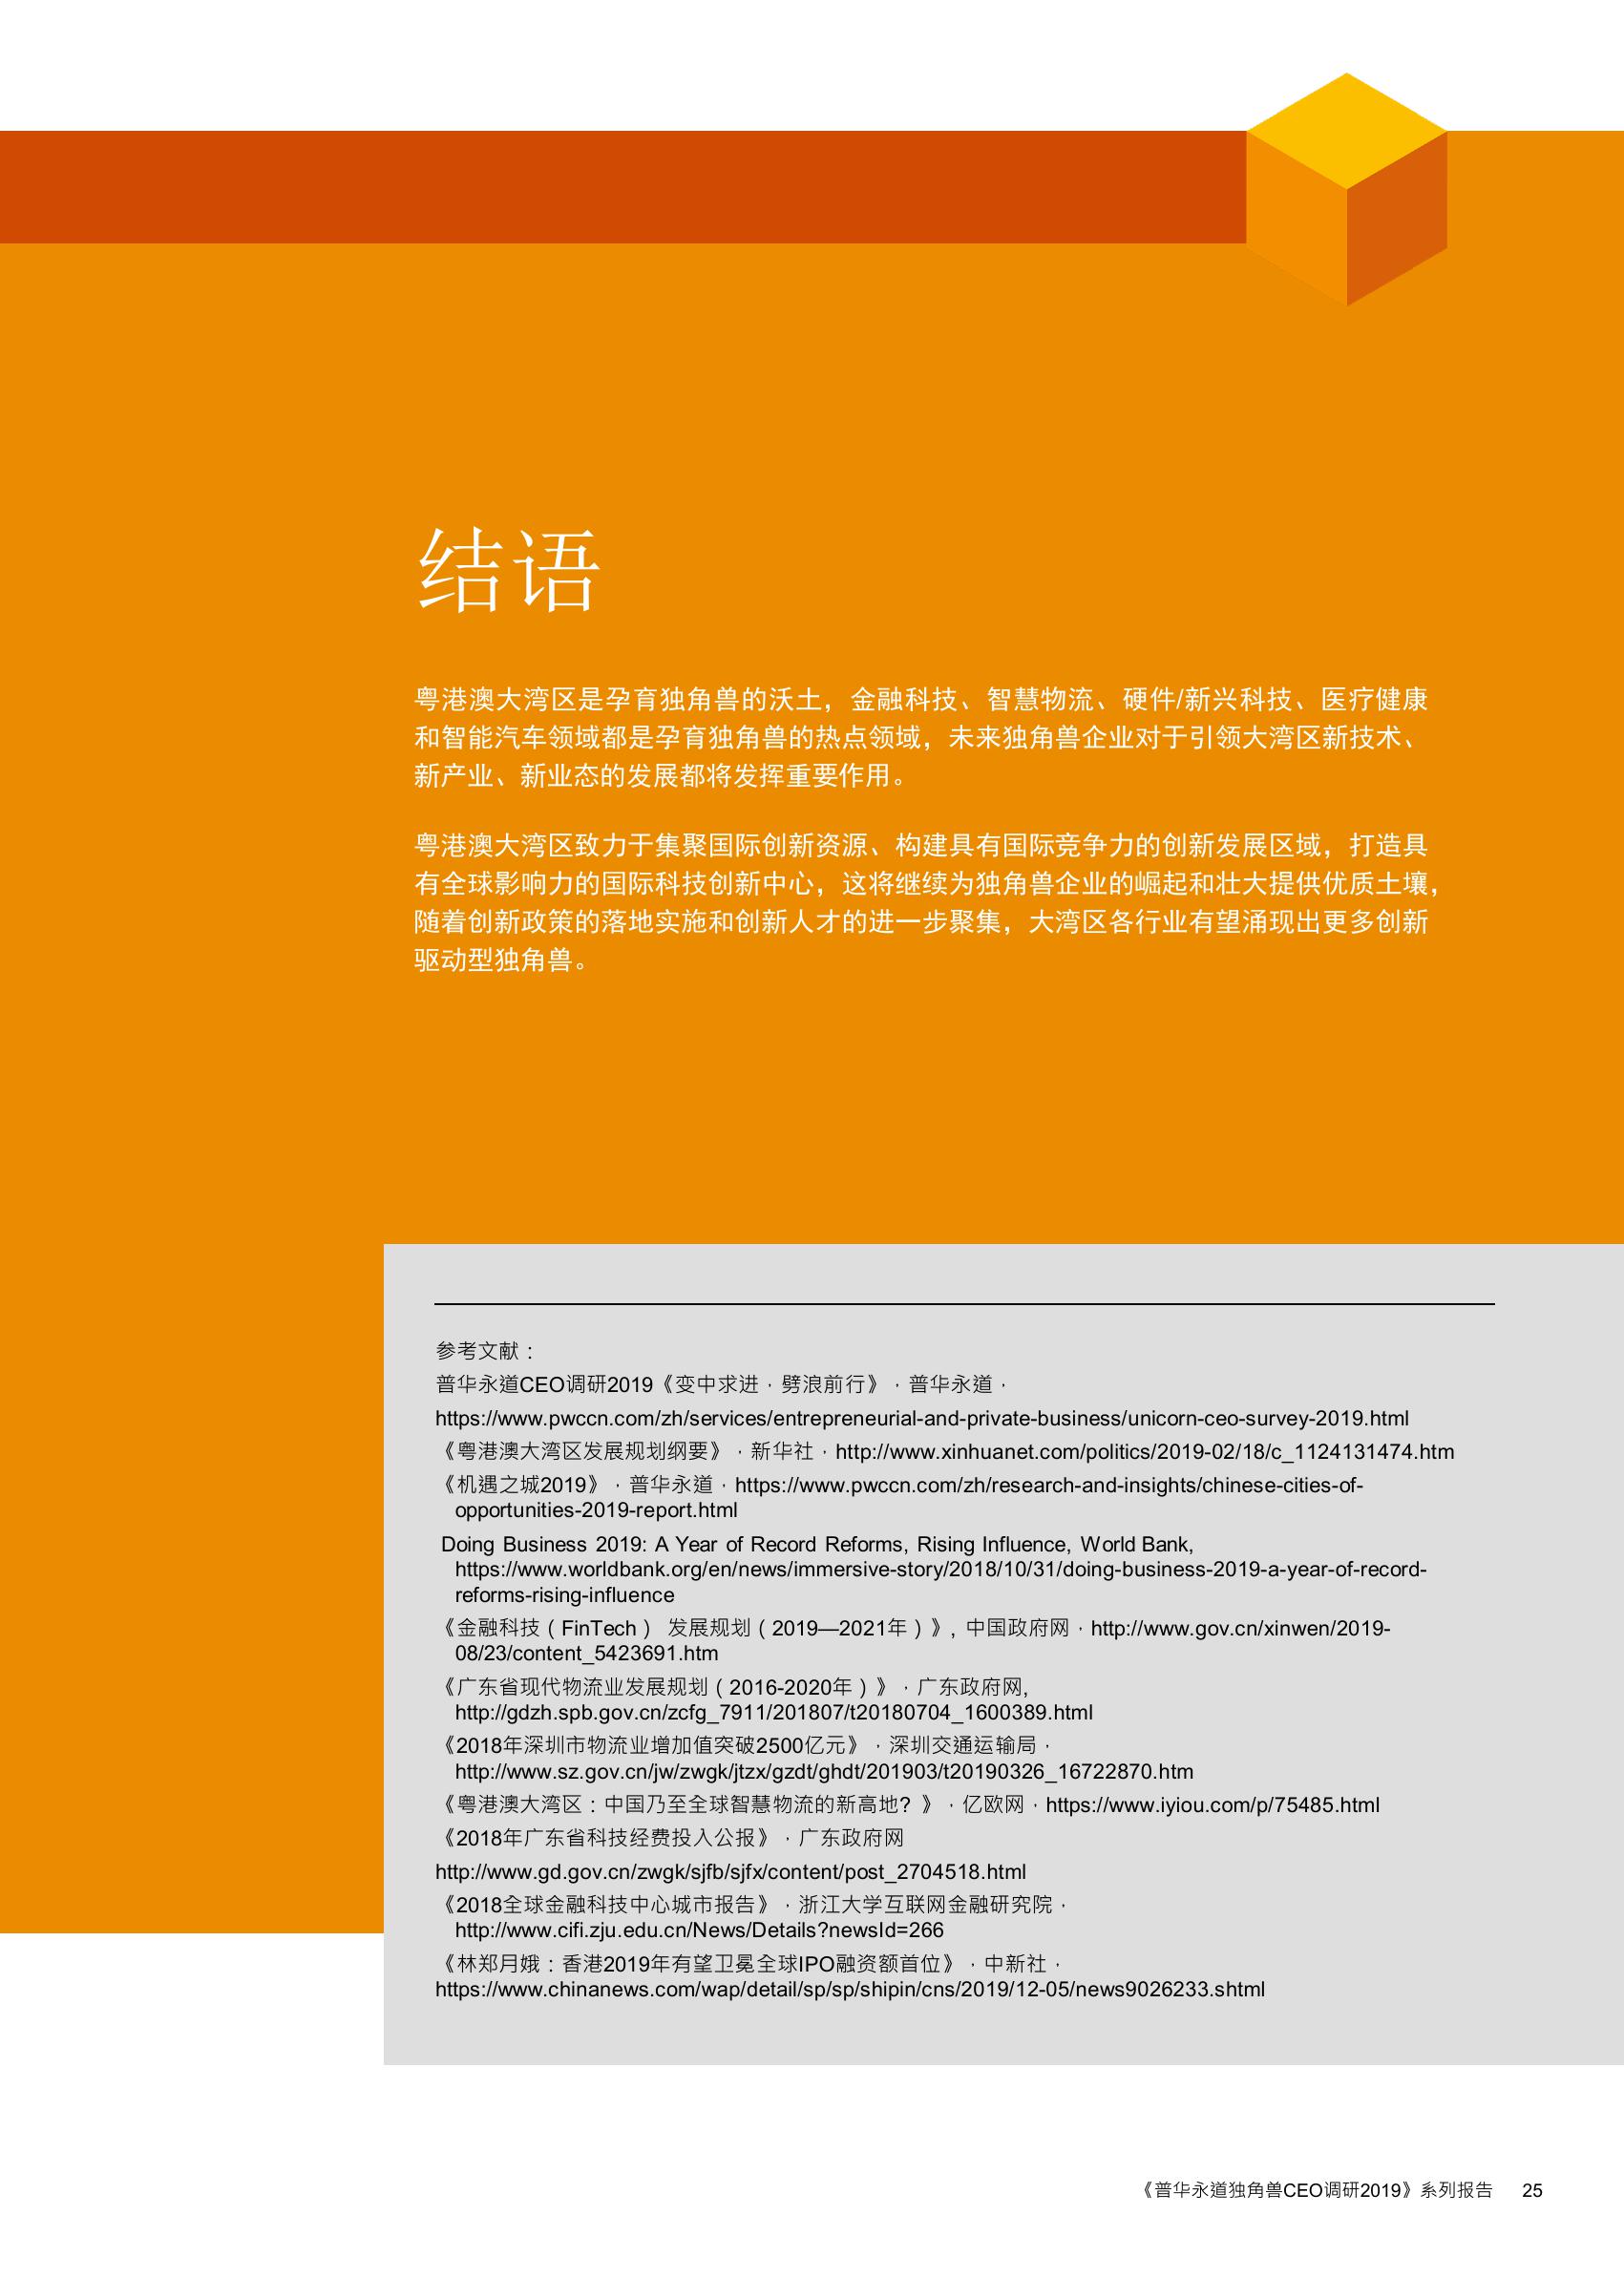 结语
粤港澳大湾区是孕育独角兽的沃土，金融科技、智慧物流、硬件/新兴科技、医疗健康
和智能汽车领域都是孕育独角兽的热点领域，未来独角兽企业对于引领大湾区新技术、
新产业、新业态的发展都将发挥重要作用。
粤港澳大湾区致力于集聚国际创新资源、构建具有国际竞争力的创新发展区域，打造具
有全球影响力的国际科技创新中心，这将继续为独角兽企业的崛起和壮大提供优质土壤，
随着创新政策的落地实施和创新人才的进一步聚集，大湾区各行业有望涌现出更多创新
驱动型独角兽。
参考文献：
普华永道CEO调研2019《变中求进，劈浪前行》，普华永道，
https://www.pwccn.com/zh/services/entrepreneurial-and-private-business/unicorn-ceo-survey-2019.html
《粤港澳大湾区发展规划纲要》，新华社，http://www.xinhuanet.com/politics/2019-02/18/c_1124131474.htm
《机遇之城2019》，普华永道，https://www.pwccn.com/zh/research-and-insights/chinese-cities-of-
opportunities-2019-report.html
Doing Business 2019: A Year of Record Reforms, Rising Influence, World Bank,
https://www.worldbank.org/en/news/immersive-story/2018/10/31/doing-business-2019-a-year-of-record-
reforms-rising-influence
《金融科技（FinTech） 发展规划（2019—2021年）》, 中国政府网，http://www.gov.cn/xinwen/2019-
08/23/content_5423691.htm
《广东省现代物流业发展规划（2016-2020年）》，广东政府网,
http://gdzh.spb.gov.cn/zcfg_7911/201807/t20180704_1600389.html
《2018年深圳市物流业增加值突破2500亿元》，深圳交通运输局，
http://www.sz.gov.cn/jw/zwgk/jtzx/gzdt/ghdt/201903/t20190326_16722870.htm
《粤港澳大湾区：中国乃至全球智慧物流的新高地? 》，亿欧网，https://www.iyiou.com/p/75485.html
《2018年广东省科技经费投入公报》，广东政府网
http://www.gd.gov.cn/zwgk/sjfb/sjfx/content/post_2704518.html
《2018全球金融科技中心城市报告》，浙江大学互联网金融研究院，
http://www.cifi.zju.edu.cn/News/Details?newsId=266
《林郑月娥：香港2019年有望卫冕全球IPO融资额首位》，中新社，
https://www.chinanews.com/wap/detail/sp/sp/shipin/cns/2019/12-05/news9026233.shtml
《普华永道独角兽CEO调研2019》系列报告 25